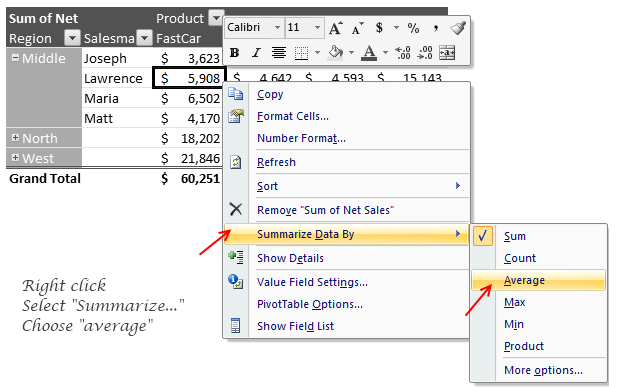 Sum of Net Product
Region Salesma FastCar
Calibri 11 A A $ % ,
B I A .00 .0
Middle Joseph $ 3,623
Lawrence $ 5,908 $ 4,642 $ 4,593 $ 15,143
Maria $ 6,502
Matt $ 4,170
North $ 18,202
West $ 21,846
Grand Total $ 60,251
Copy
Format Cells...
Number Format...
Refresh
Sort
Remove "Sum of Net Sales"
Summarize Data By
Show Details
Value Field Settings...
PivotTable Options...
Show Field List
Sum
Count
Average
Max
Min
Product
More options...
Right click
Select "Summarize..."
Choose "average"